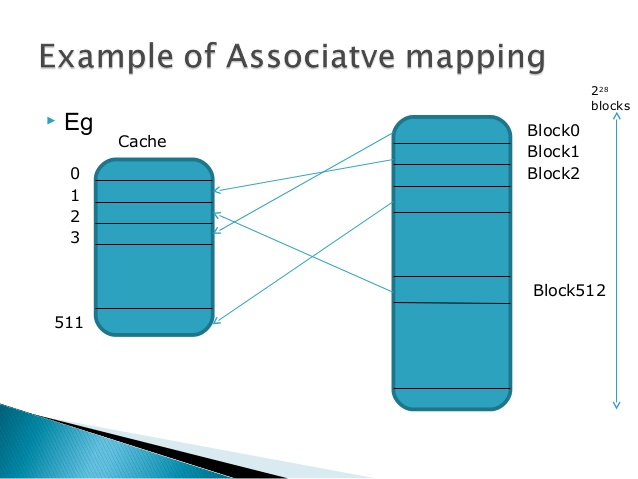 Example of Associatve mapping
2²⁸
blocks
Eg
Cache
0
1
2
3
511
Block0
Block1
Block2
Block512